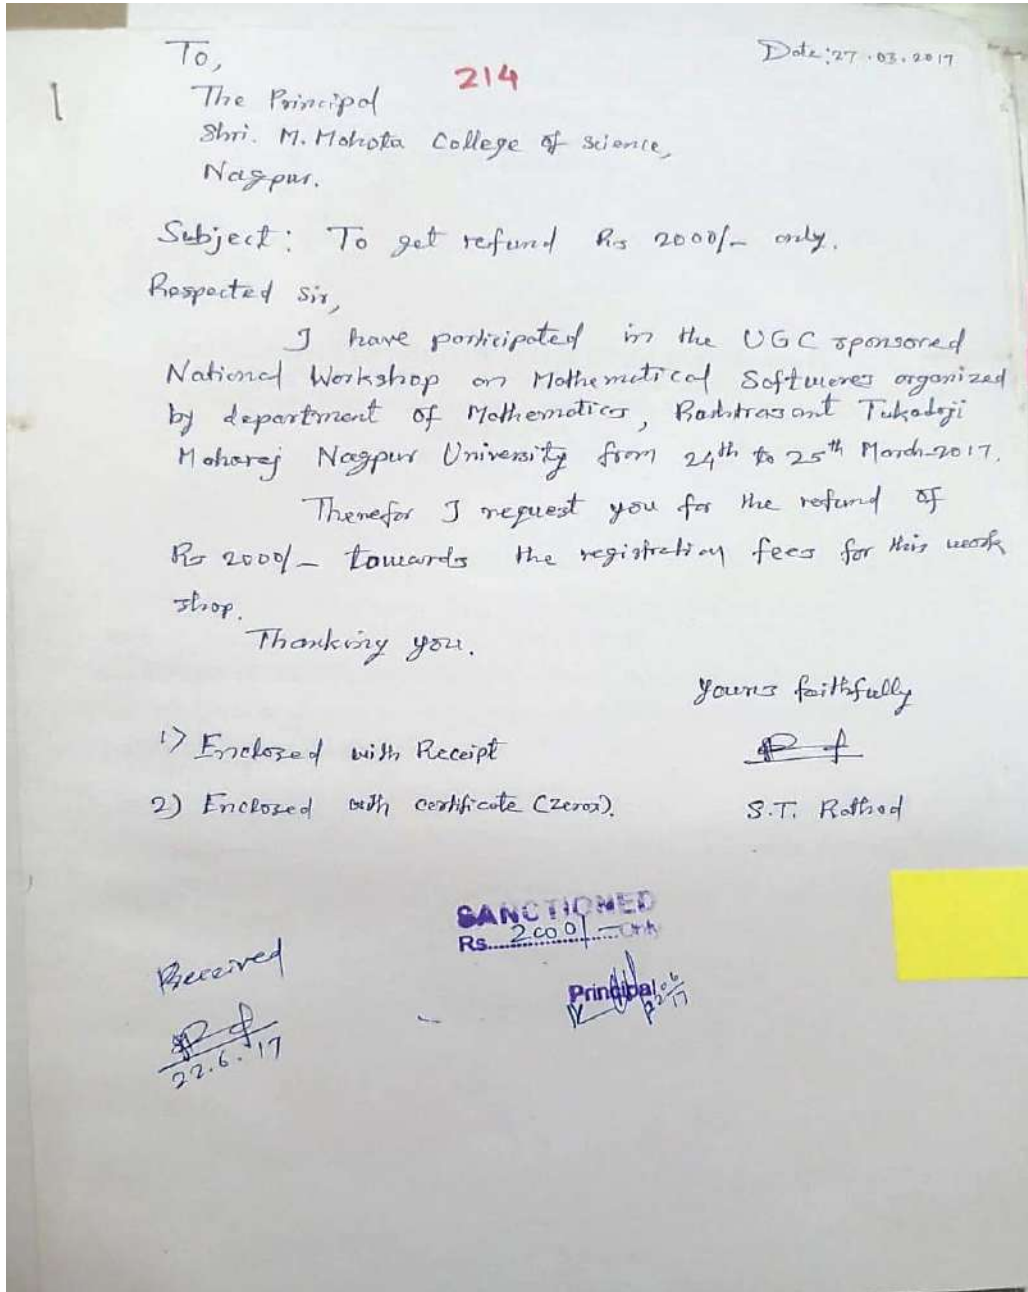 To,
Date: 27.03.2017
214
The Principal
Shri. M. Mohota College of Science,
Nagpur.
Subject: To get refund Rs 2000/- only.
Respected Sir,
I have participated in the UGC sponsored
National Workshop on Mathematical Softwares organized
by department of Mathematics, Rashtrasant Tukadoji
Maharaj Nagpur University from 24th to 25th March-2017.
Therefor I request you for the refund of
Rs 2000/- towards the registration fees for this work
shop.
Thanking you.
Yours faithfully
1) Enclosed with Receipt
2) Enclosed with certificate (Zerox).
S.T. Rathod
SANCTIONED
Rs. 2000/- Only
Received
Principal
22.6.17